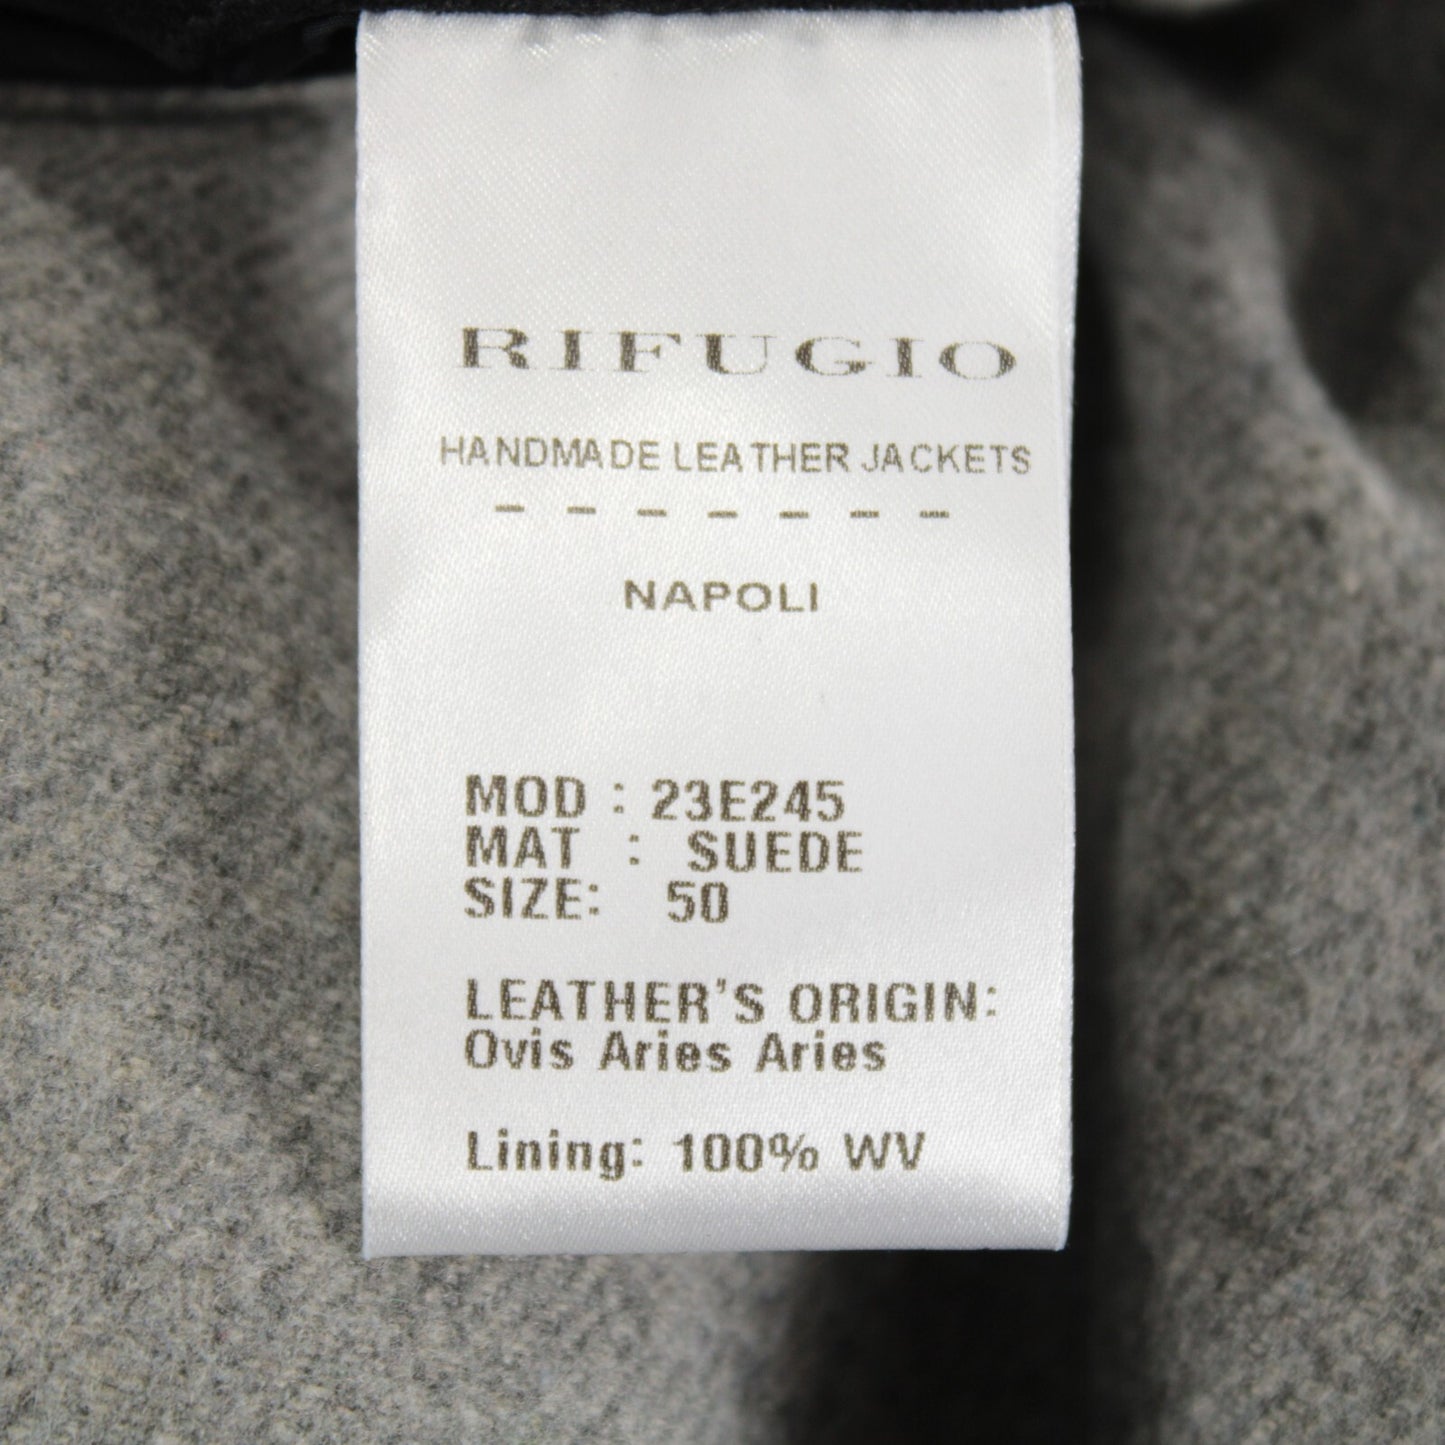 RIFUGIO
HANDMADE LEATHER JACKETS
- - - - - - -
NAPOLI
MOD : 23E245
MAT : SUEDE
SIZE: 50
LEATHER'S ORIGIN:
Ovis Aries Aries
Lining: 100% WV